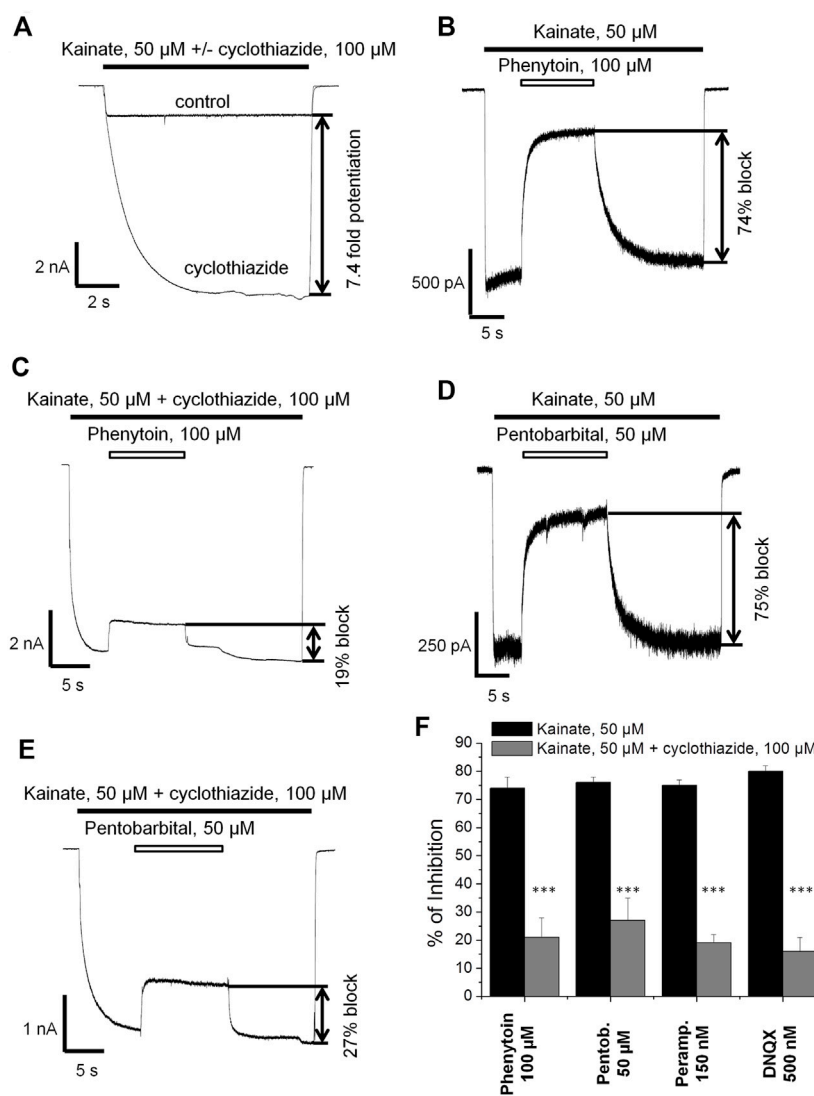 A
Kainate, 50 µM +/- cyclothiazide, 100 µM
control
cyclothiazide
7.4 fold potentiation
2 nA
2 s
B
Kainate, 50 µM
Phenytoin, 100 µM
74% block
500 pA
5 s
C
Kainate, 50 µM + cyclothiazide, 100 µM
Phenytoin, 100 µM
19% block
2 nA
5 s
D
Kainate, 50 µM
Pentobarbital, 50 µM
75% block
250 pA
5 s
E
Kainate, 50 µM + cyclothiazide, 100 µM
Pentobarbital, 50 µM
27% block
1 nA
5 s
F
Kainate, 50 µM
Kainate, 50 µM + cyclothiazide, 100 µM
% of Inhibition
90
80
70
60
50
40
30
20
10
0
*** *** *** ***
Phenytoin
100 µM
Pentob.
50 µM
Peramp.
150 nM
DNQX
500 nM